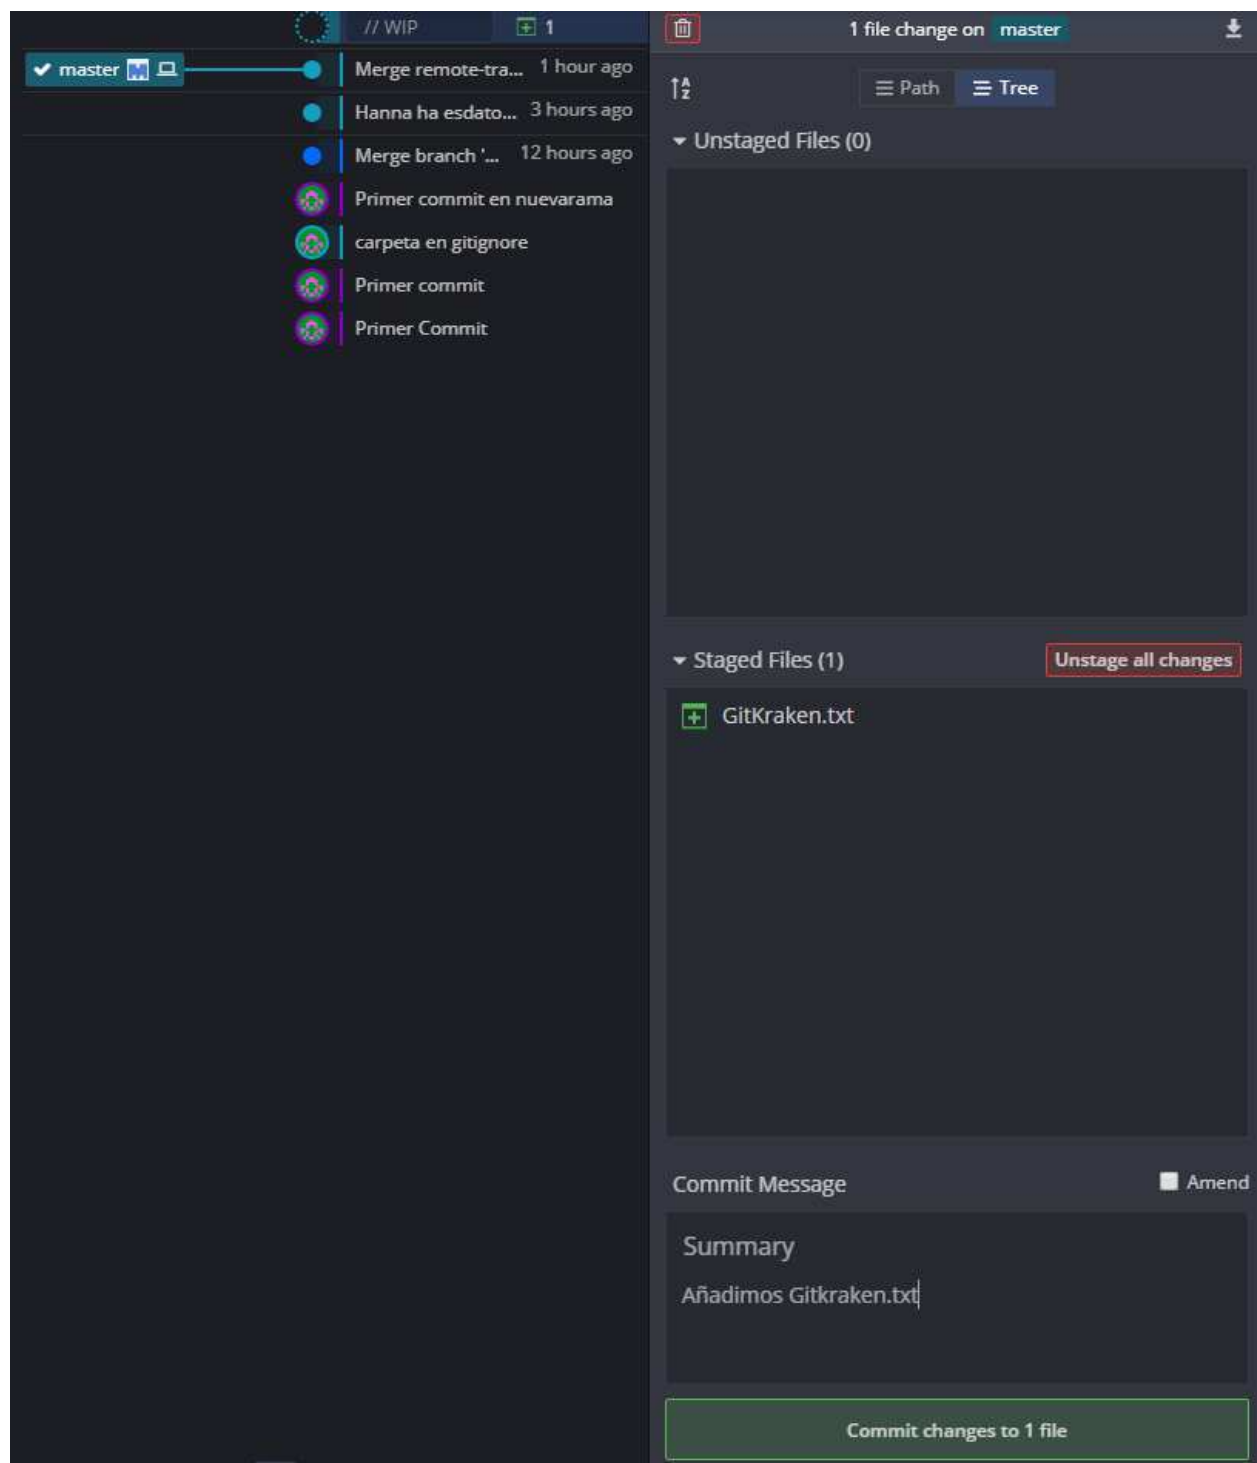 // WIP 1
master Merge remote-tra... 1 hour ago
Hanna ha esdato... 3 hours ago
Merge branch '... 12 hours ago
Primer commit en nuevarama
carpeta en gitignore
Primer commit
Primer Commit
1 file change on master
Path Tree
Unstaged Files (0)
Staged Files (1) Unstage all changes
GitKraken.txt
Commit Message Amend
Summary
Añadimos Gitkraken.txt
Commit changes to 1 file